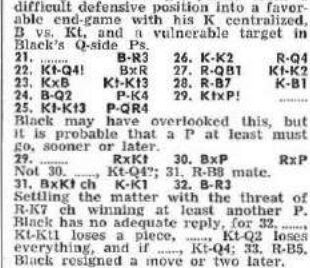 difficult defensive position into a favor-
able end-game with his K centralized,
B vs. Kt, and a vulnerable target in
Black's Q-side Ps.
21. ........ B-R3 26. K-K2 R-Q4
22. Kt-Q4! BxR 27. R-QB1 Kt-K2
23. KxB Kt-Kt3 28. R-B7 K-B1
24. B-Q2 P-K4 29. KtxP!
25. Kt-Kt3 P-QR4
Black may have overlooked this, but
it is probable that a P at least must
go, sooner or later.
29. ........ RxKt 30. BxP RxP
Not 30. ......, Kt-Q4?; 31. R-B8 mate.
31. BxKt ch K-K1 32. B-R3
Settling the matter with the threat of
R-K7 ch winning at least another P.
Black has no adequate reply, for 32. ......,
Kt-Kt1 loses a piece, ......, Kt-Q2 loses
everything, and if ......, Kt-Q4; 33. R-B5.
Black resigned a move or two later.